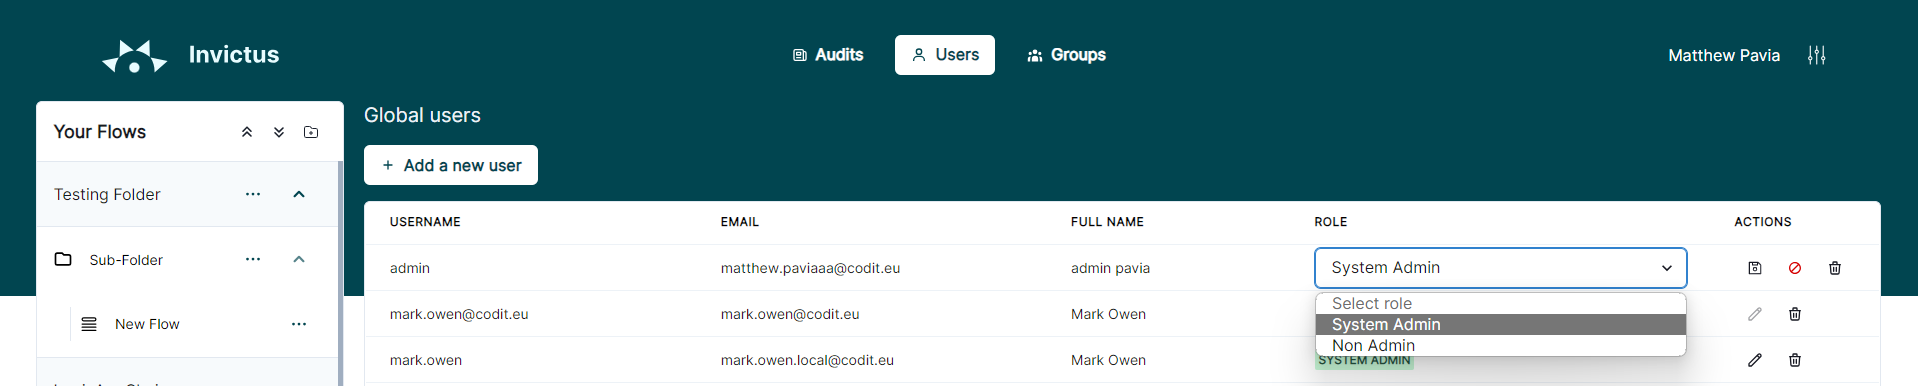 Invictus
Audits
Users
Groups
Matthew Pavia
Your Flows
Testing Folder
Sub-Folder
New Flow
Global users
+ Add a new user
USERNAME EMAIL FULL NAME ROLE ACTIONS
admin matthew.paviaaa@codit.eu admin pavia System Admin
Select role
System Admin
Non Admin
mark.owen@codit.eu mark.owen@codit.eu Mark Owen
mark.owen mark.owen.local@codit.eu Mark Owen SYSTEM ADMIN